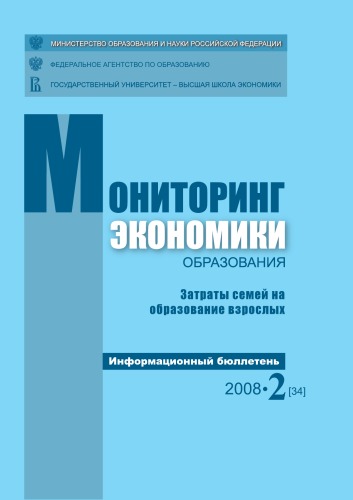 МИНИСТЕРСТВО ОБРАЗОВАНИЯ И НАУКИ РОССИЙСКОЙ ФЕДЕРАЦИИ
ФЕДЕРАЛЬНОЕ АГЕНТСТВО ПО ОБРАЗОВАНИЮ
ГОСУДАРСТВЕННЫЙ УНИВЕРСИТЕТ – ВЫСШАЯ ШКОЛА ЭКОНОМИКИ
МОНИТОРИНГ
ЭКОНОМИКИ
ОБРАЗОВАНИЯ
Затраты семей на
образование взрослых
Информационный бюллетень
2008•2 [34]